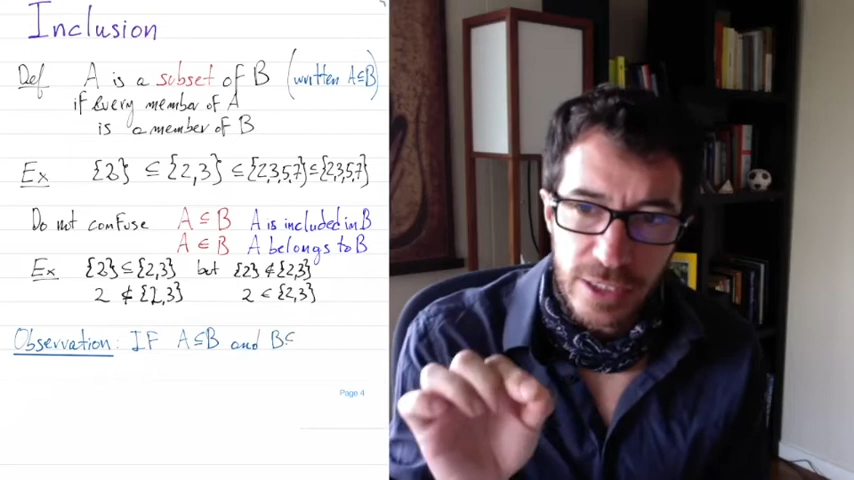 Inclusion
Def A is a subset of B (written A⊆B)
if every member of A
is a member of B
Ex {2} ⊆ {2,3} ⊆ {2,3,5,7} ⊆ {2,3,5,7}
Do not confuse A ⊆ B A is included in B
A ∈ B A belongs to B
Ex {2} ⊆ {2,3} but {2} ∉ {2,3}
2 ⊄ {2,3} 2 ∈ {2,3}
Observation: IF A⊆B and B⊆
Page 4